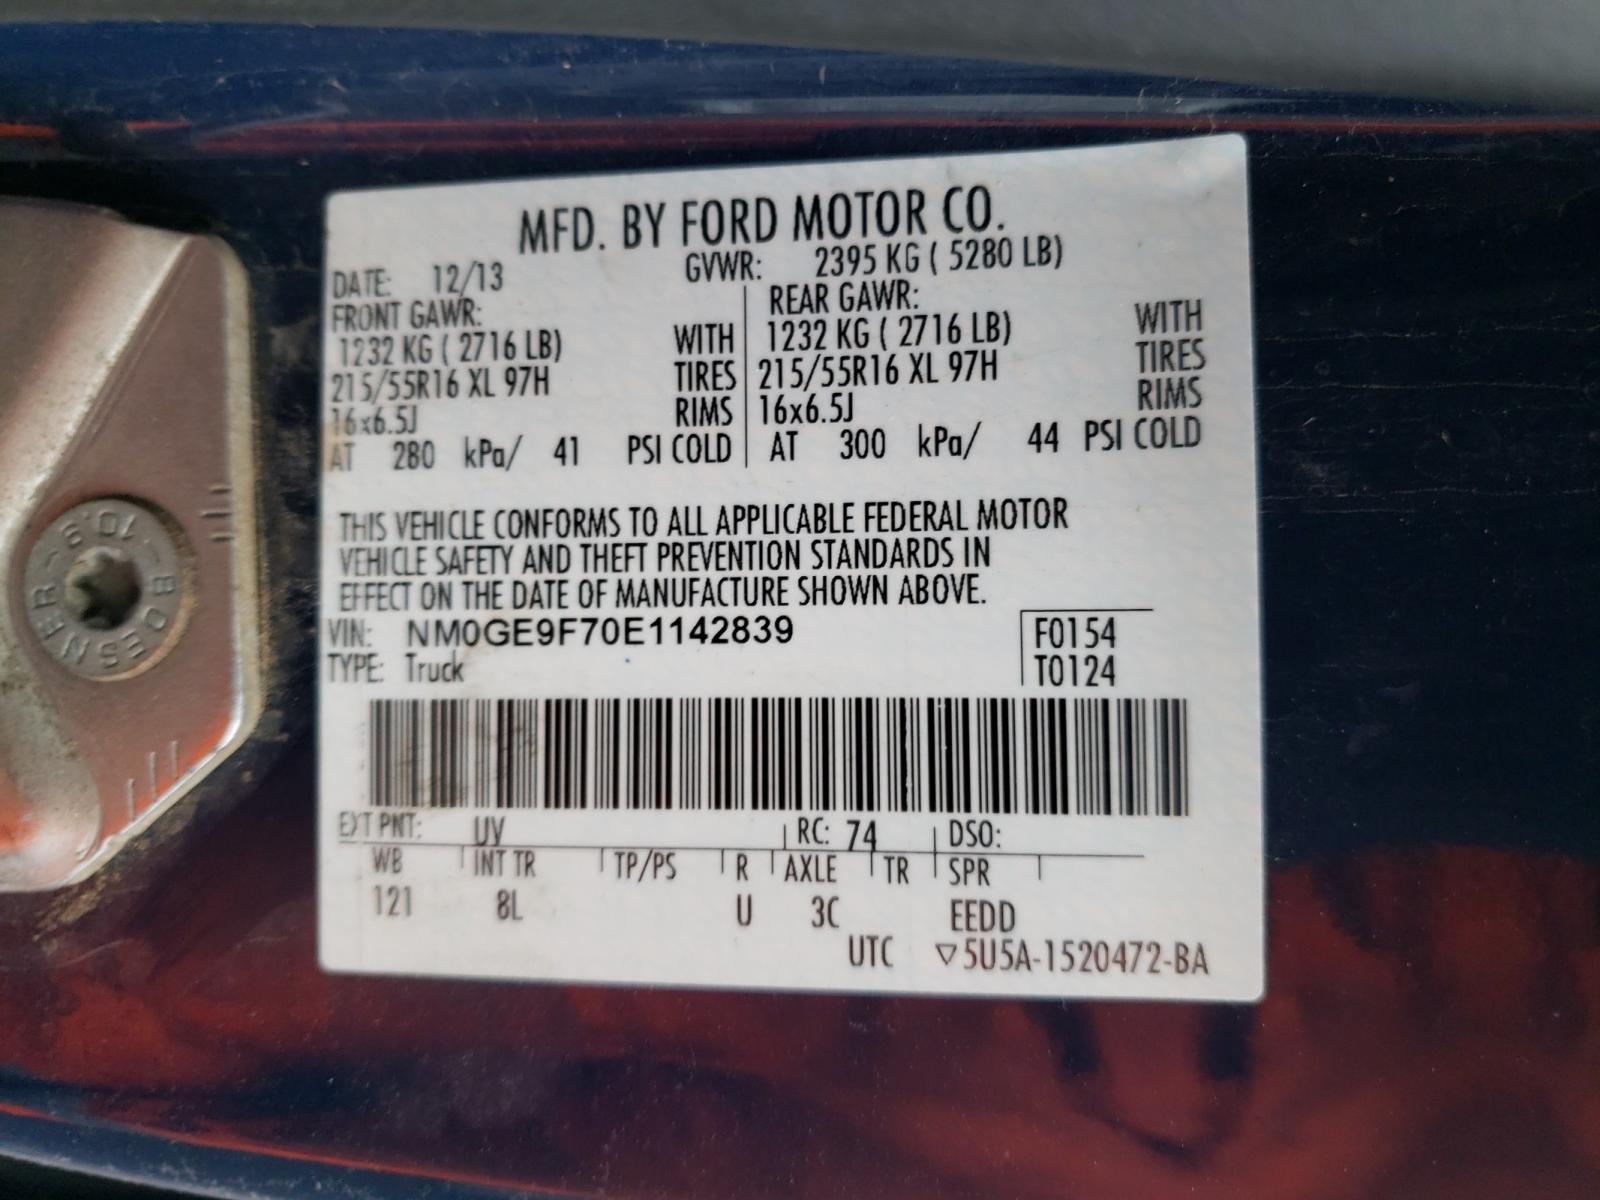 MFD. BY FORD MOTOR CO.
DATE: 12/13 GVWR: 2395 KG ( 5280 LB)
FRONT GAWR: REAR GAWR:
1232 KG ( 2716 LB) WITH 1232 KG ( 2716 LB) WITH
215/55R16 XL 97H TIRES 215/55R16 XL 97H TIRES
16x6.5J RIMS 16x6.5J RIMS
AT 280 kPa/ 41 PSI COLD AT 300 kPa/ 44 PSI COLD
THIS VEHICLE CONFORMS TO ALL APPLICABLE FEDERAL MOTOR
VEHICLE SAFETY AND THEFT PREVENTION STANDARDS IN
EFFECT ON THE DATE OF MANUFACTURE SHOWN ABOVE.
VIN: NM0GE9F70E1142839 F0154
TYPE: Truck T0124
EXT PNT: UV RC: 74 DSO:
WB INT TR TP/PS R AXLE TR SPR
121 8L U 3C EEDD
UTC ▽5U5A-1520472-BA
10.9 BOESNER